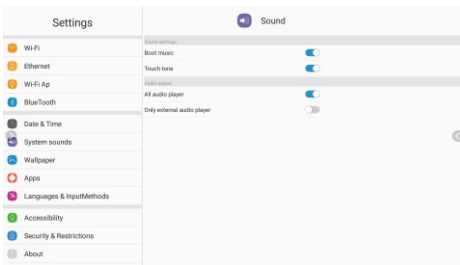 Settings
Wi-Fi
Ethernet
Wi-Fi Ap
BlueTooth
Date & Time
System sounds
Wallpaper
Apps
Languages & InputMethods
Accessibility
Security & Restrictions
About
Sound
Sound settings
Boot music
Touch tone
Audio output
All audio player
Only external audio player